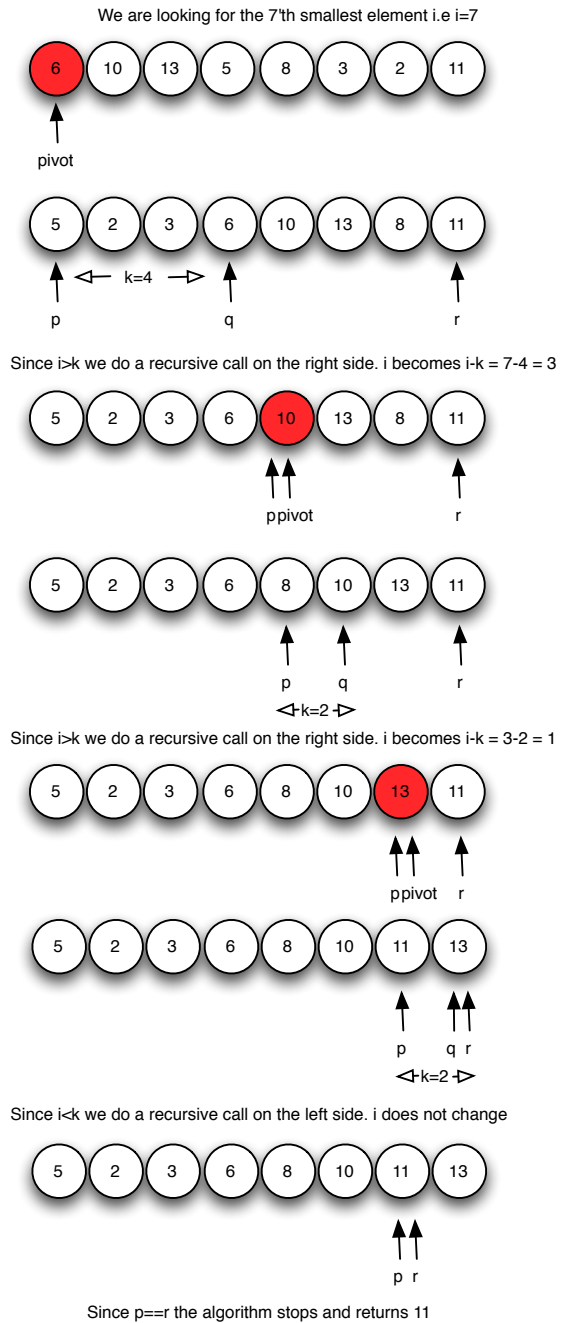 We are looking for the 7'th smallest element i.e i=7
6 10 13 5 8 3 2 11
pivot
5 2 3 6 10 13 8 11
k=4
p q r
Since i>k we do a recursive call on the right side. i becomes i-k = 7-4 = 3
5 2 3 6 10 13 8 11
p pivot r
5 2 3 6 8 10 13 11
p q r
k=2
Since i>k we do a recursive call on the right side. i becomes i-k = 3-2 = 1
5 2 3 6 8 10 13 11
p pivot r
5 2 3 6 8 10 11 13
p q r
k=2
Since i<k we do a recursive call on the left side. i does not change
5 2 3 6 8 10 11 13
p r
Since p==r the algorithm stops and returns 11